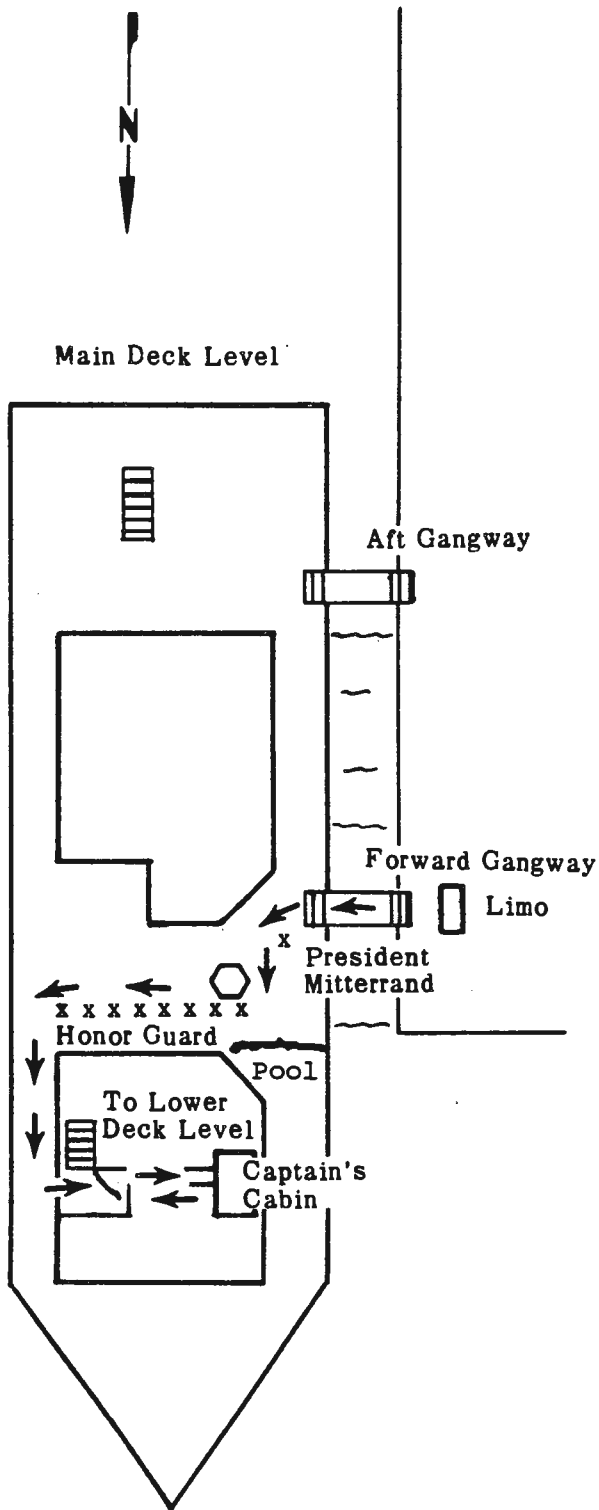 N
Main Deck Level
Aft Gangway
Forward Gangway
Limo
x
President
Mitterrand
x x x x x x x x
Honor Guard
Pool
To Lower
Deck Level
Captain's
Cabin